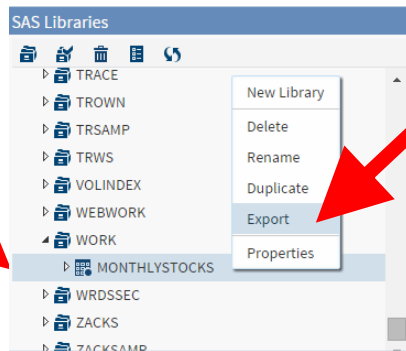 SAS Libraries
TRACE
TROWN
TRSAMP
TRWS
VOLINDEX
WEBWORK
WORK
MONTHLYSTOCKS
WRDSSEC
ZACKS
ZACKSAMP
New Library
Delete
Rename
Duplicate
Export
Properties